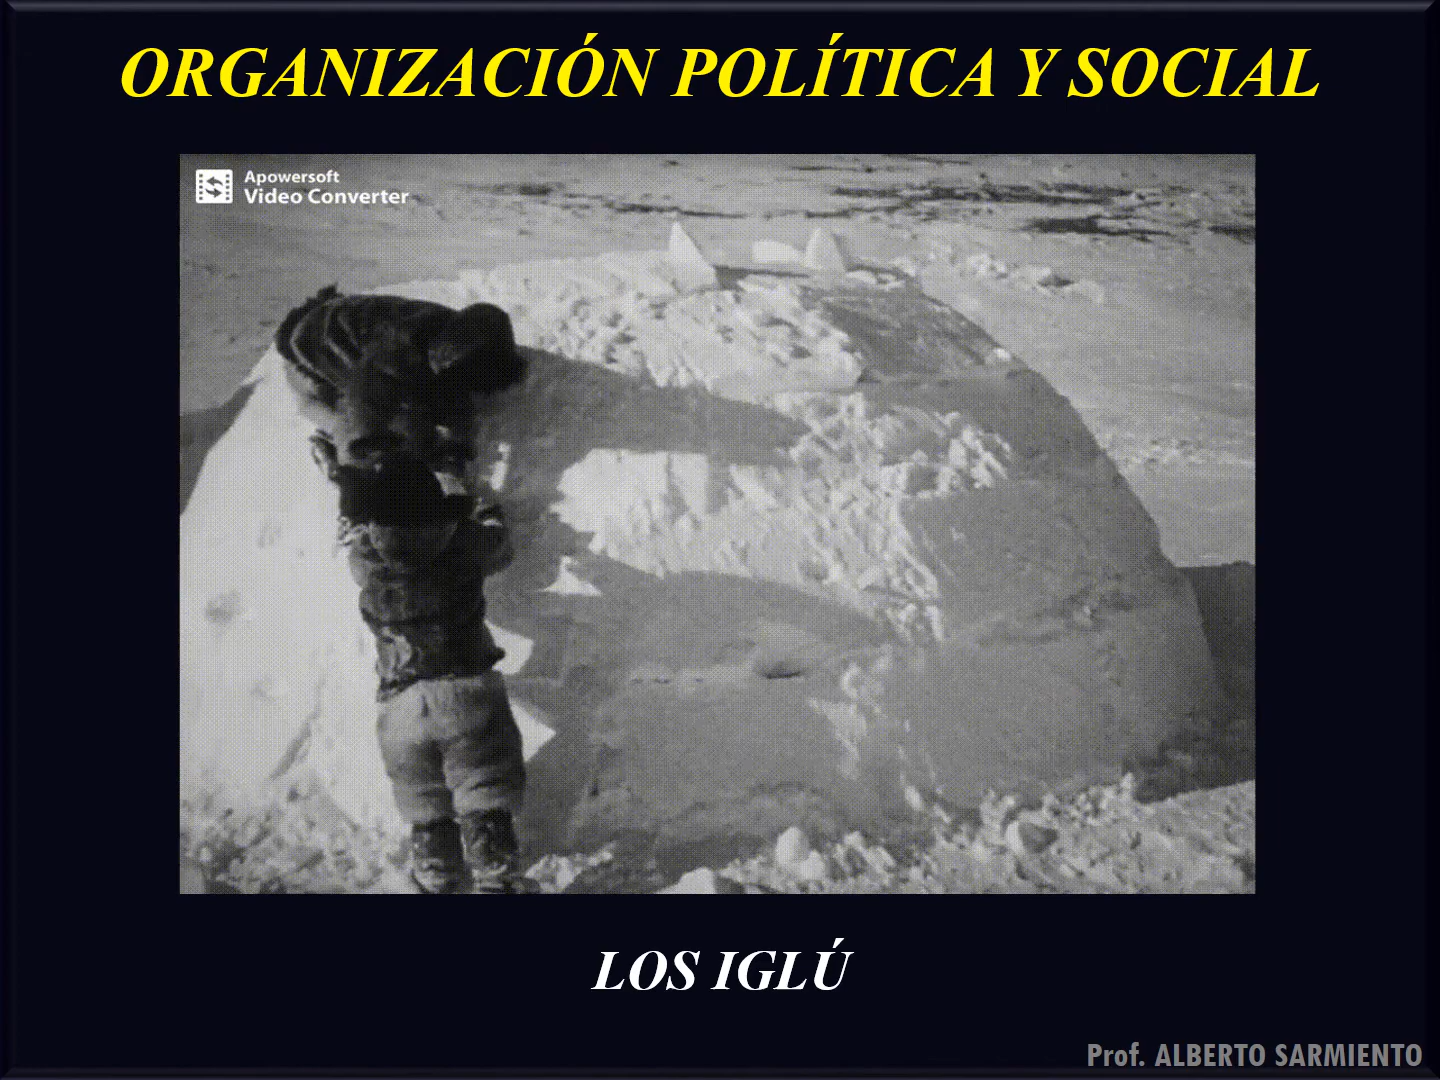 ORGANIZACIÓN POLÍTICA Y SOCIAL
Apowersoft
Video Converter
LOS IGLÚ
Prof. ALBERTO SARMIENTO